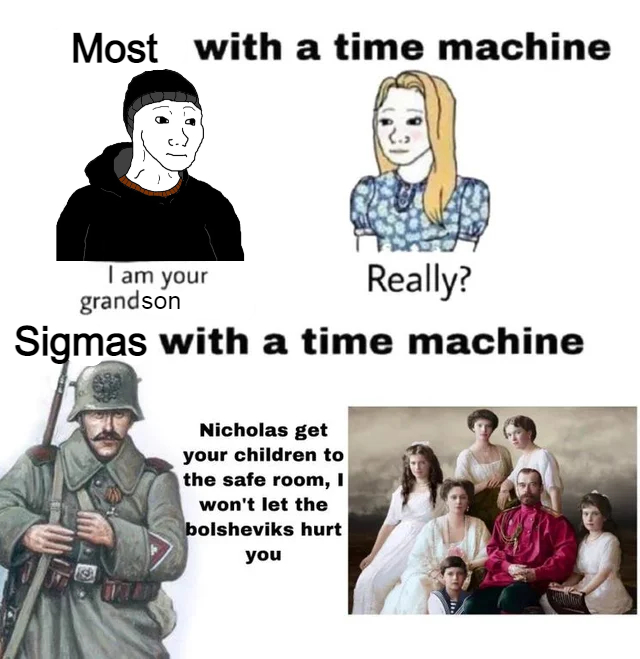 Most with a time machine
I am your
grandson
Really?
Sigmas with a time machine
Nicholas get
your children to
the safe room, I
won't let the
bolsheviks hurt
you